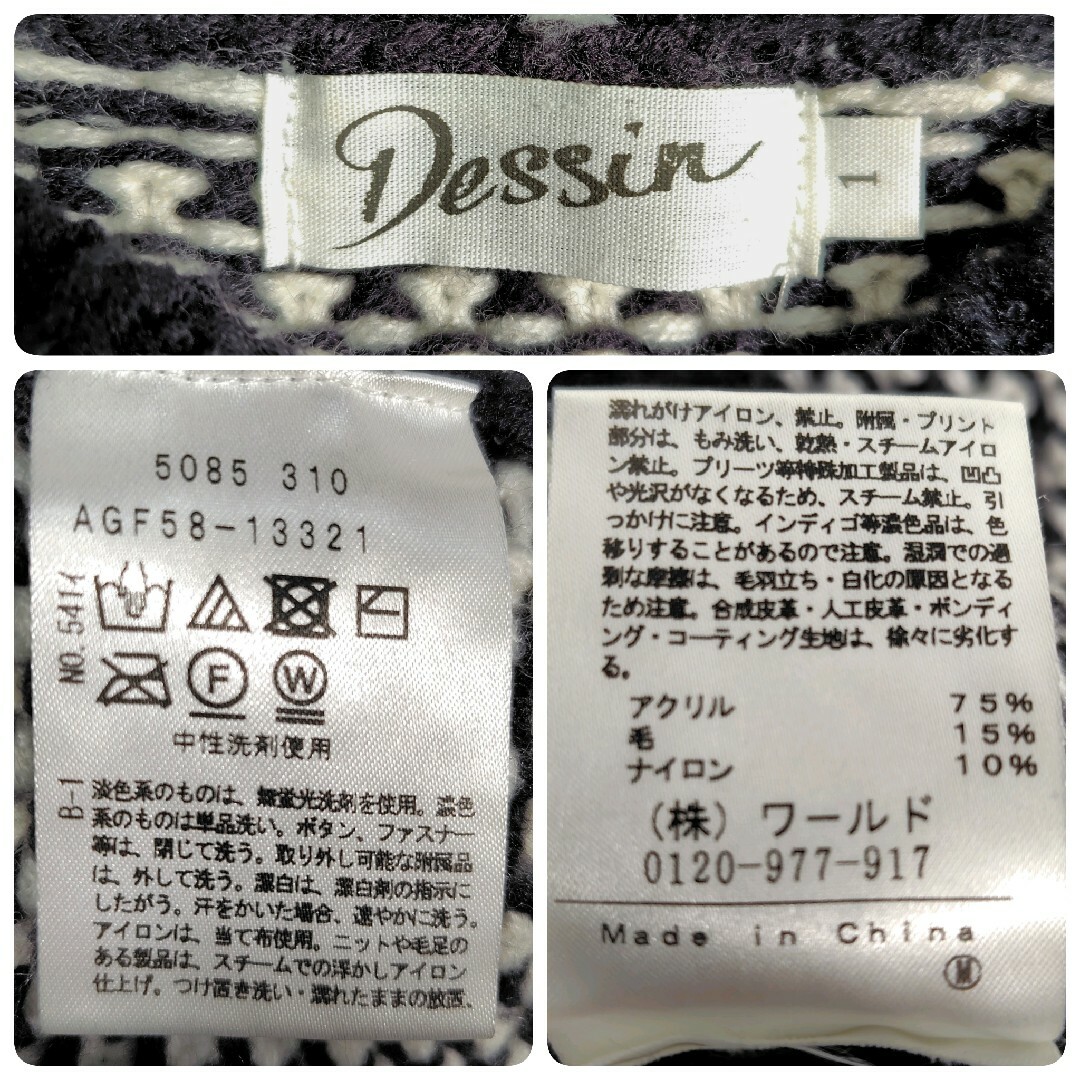 Dessin
1
5085 310
AGF58-13321
NO. 541イ
F
W
中性洗剤使用
B-1
淡色系のものは、無蛍光洗剤を使用。濃色
系のものは単品洗い。ボタン、ファスナー
等は、閉じて洗う。取り外し可能な附属品
は、外して洗う。漂白は、漂白剤の指示に
したがう。汗をかいた場合、速やかに洗う。
アイロンは、当て布使用。ニットや毛足の
ある製品は、スチームでの浮かしアイロン
仕上げ。つけ置き洗い・濡れたままの放置、
濡れがけアイロン、禁止。附属・プリント
部分は、もみ洗い、乾熱・スチームアイロ
ン禁止。プリーツ等特殊加工製品は、凹凸
や光沢がなくなるため、スチーム禁止。引
っかけに注意。インディゴ等濃色品は、色
移りすることがあるので注意。湿潤での過
剰な摩擦は、毛羽立ち・白化の原因となる
ため注意。合成皮革・人工皮革・ボンディ
ング・コーティング生地は、徐々に劣化す
る。
アクリル 75%
毛 15%
ナイロン 10%
(株) ワールド
0120-977-917
Made in China
M